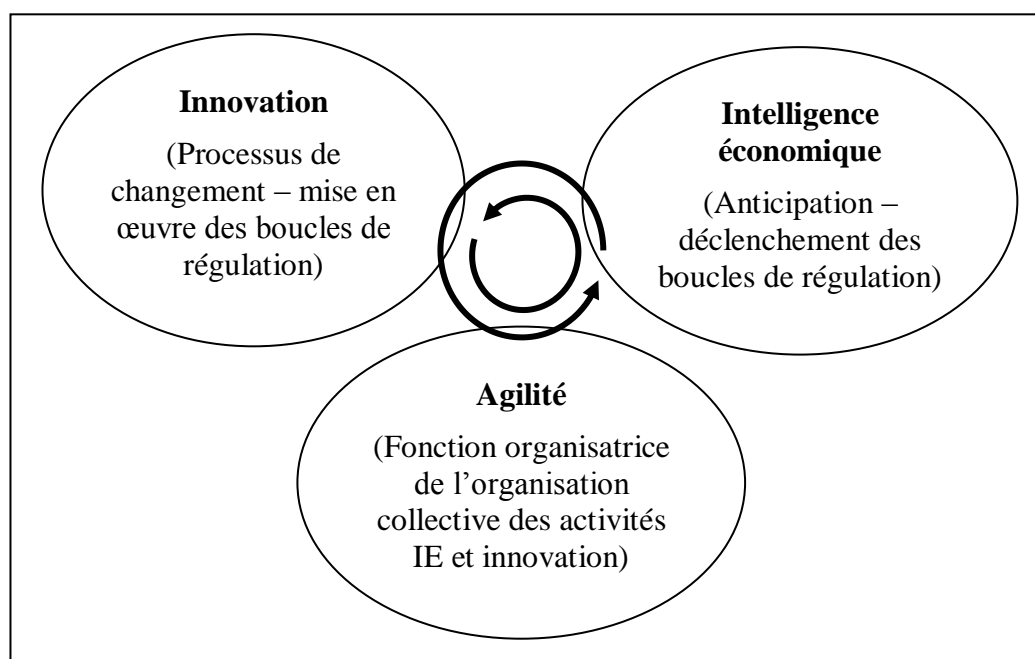 Innovation
(Processus de
changement – mise en
œuvre des boucles de
régulation)
Intelligence
économique
(Anticipation –
déclenchement des
boucles de régulation)
Agilité
(Fonction organisatrice
de l’organisation
collective des activités
IE et innovation)